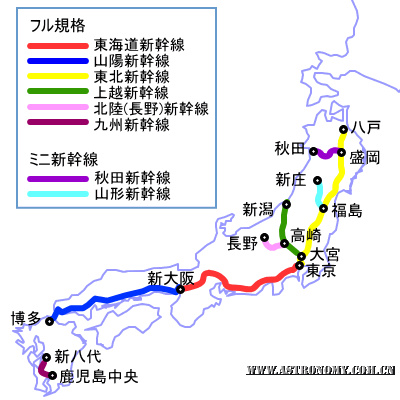 フル規格
東海道新幹線
山陽新幹線
東北新幹線
上越新幹線
北陸(長野)新幹線
九州新幹線
ミニ新幹線
秋田新幹線
山形新幹線
八戸
秋田
盛岡
新庄
新潟
福島
長野
高崎
大宮
東京
新大阪
博多
新八代
鹿児島中央
WWW.ASTRONOMY.COM.CN